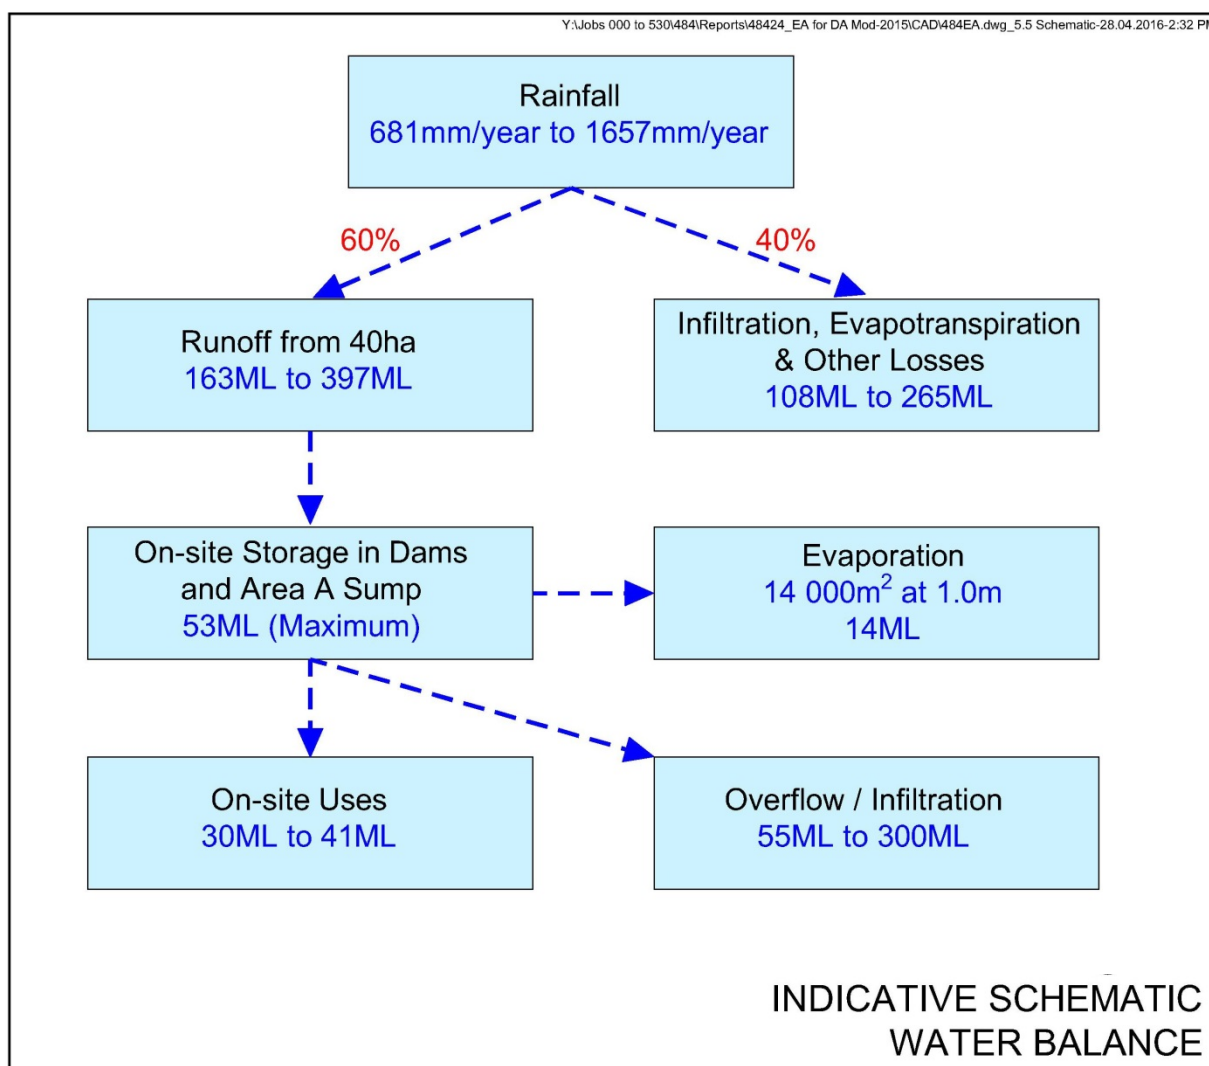 Y:\Jobs 000 to 530\484\Reports\48424_EA for DA Mod-2015\CAD\484EA.dwg_5.5 Schematic-28.04.2016-2:32 PM
Rainfall
681mm/year to 1657mm/year
60%
40%
Runoff from 40ha
163ML to 397ML
Infiltration, Evapotranspiration
& Other Losses
108ML to 265ML
On-site Storage in Dams
and Area A Sump
53ML (Maximum)
Evaporation
14 000m² at 1.0m
14ML
On-site Uses
30ML to 41ML
Overflow / Infiltration
55ML to 300ML
INDICATIVE SCHEMATIC
WATER BALANCE